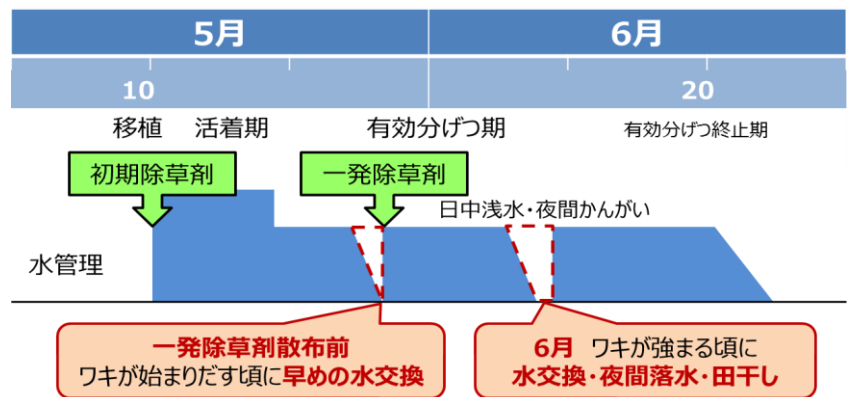 5月 6月
10 20
移植 活着期 有効分げつ期 有効分げつ終止期
初期除草剤 一発除草剤
日中浅水・夜間かんがい
水管理
一発除草剤散布前
ワキが始まりだす頃に早めの水交換
6月 ワキが強まる頃に
水交換・夜間落水・田干し